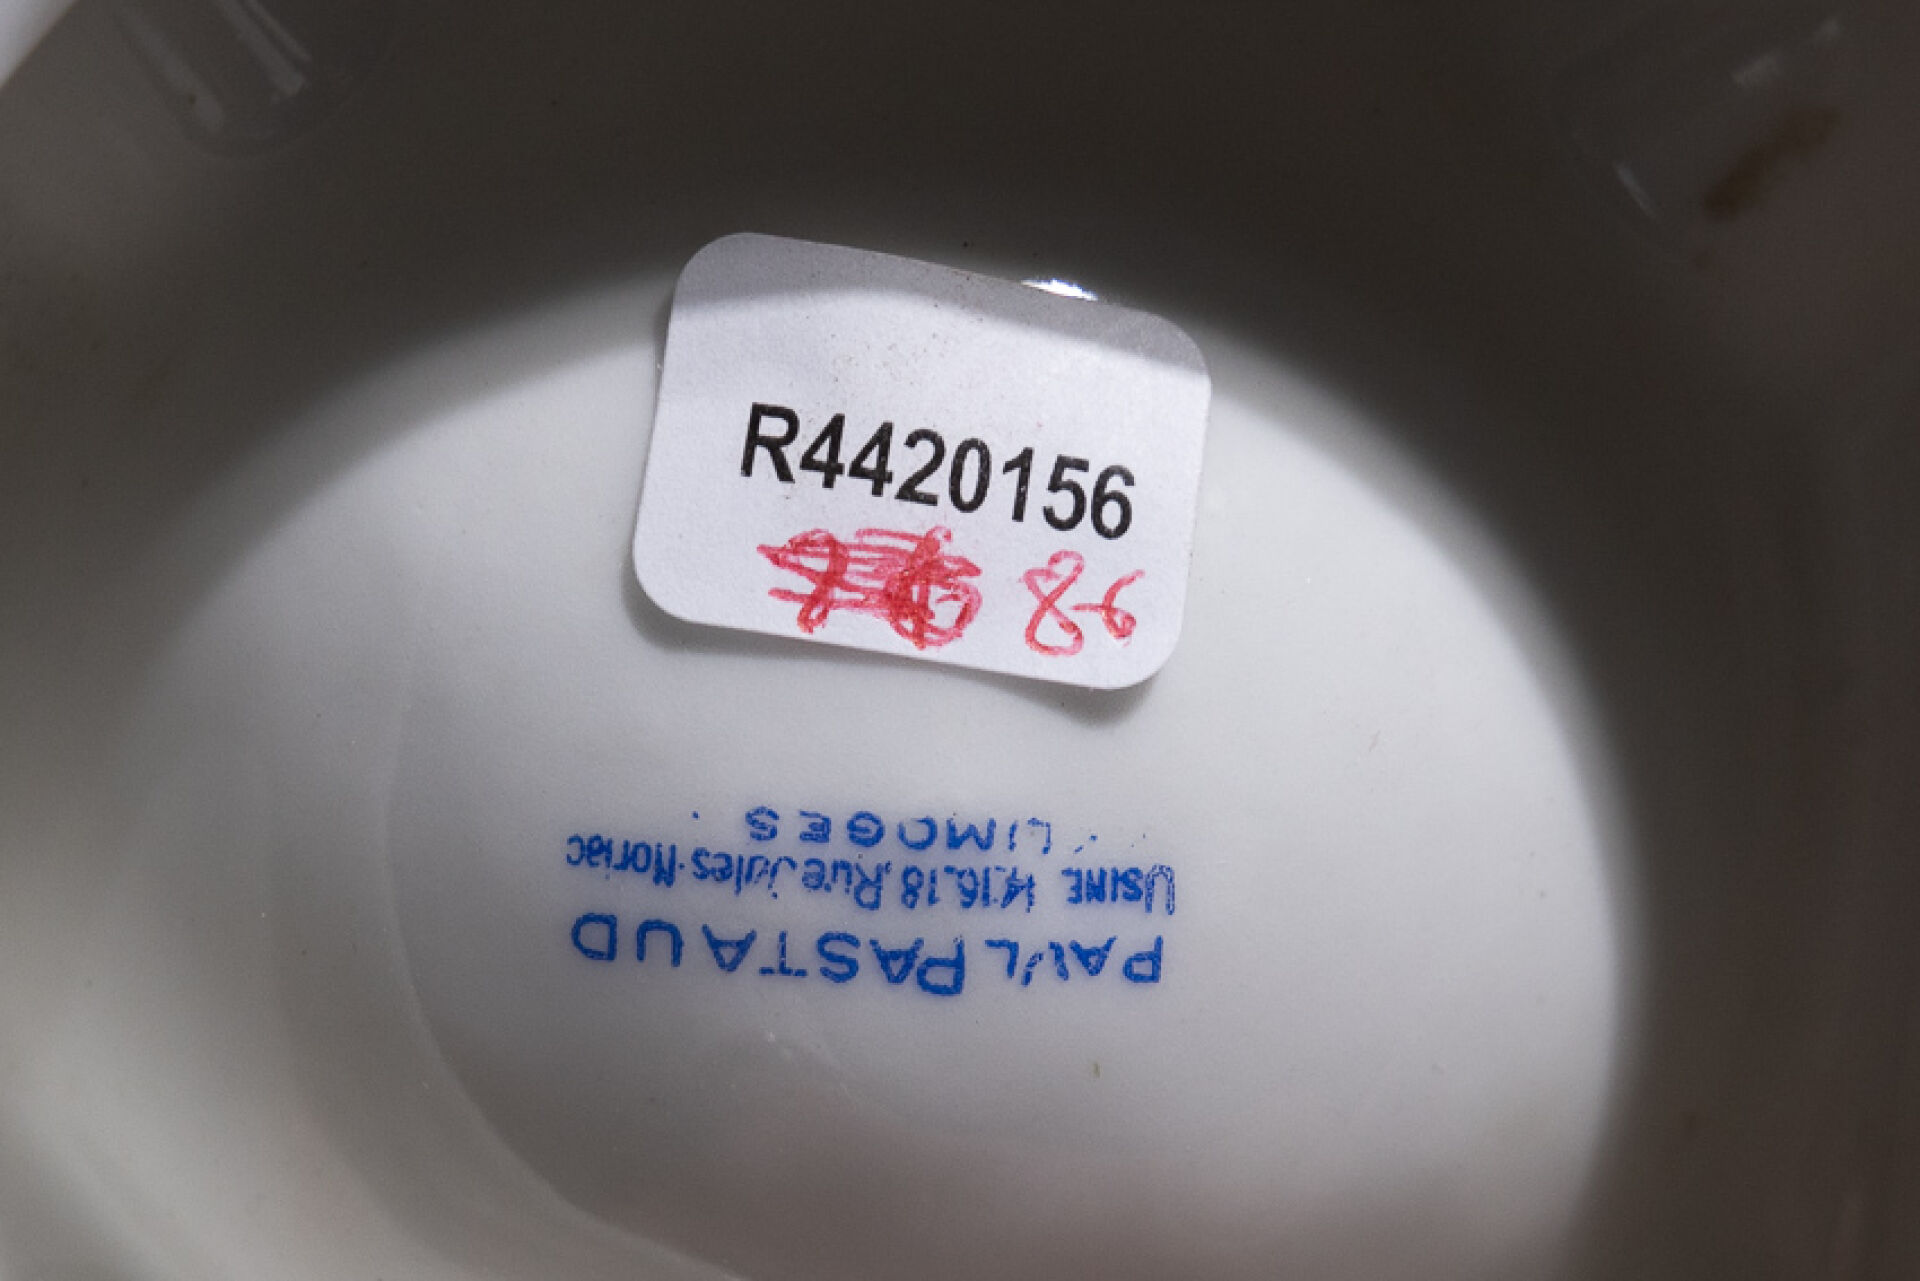 R4420156
86
PAUL PASTAUD
USINE 14.16.18.Rue Jules-Noriac
LIMOGES